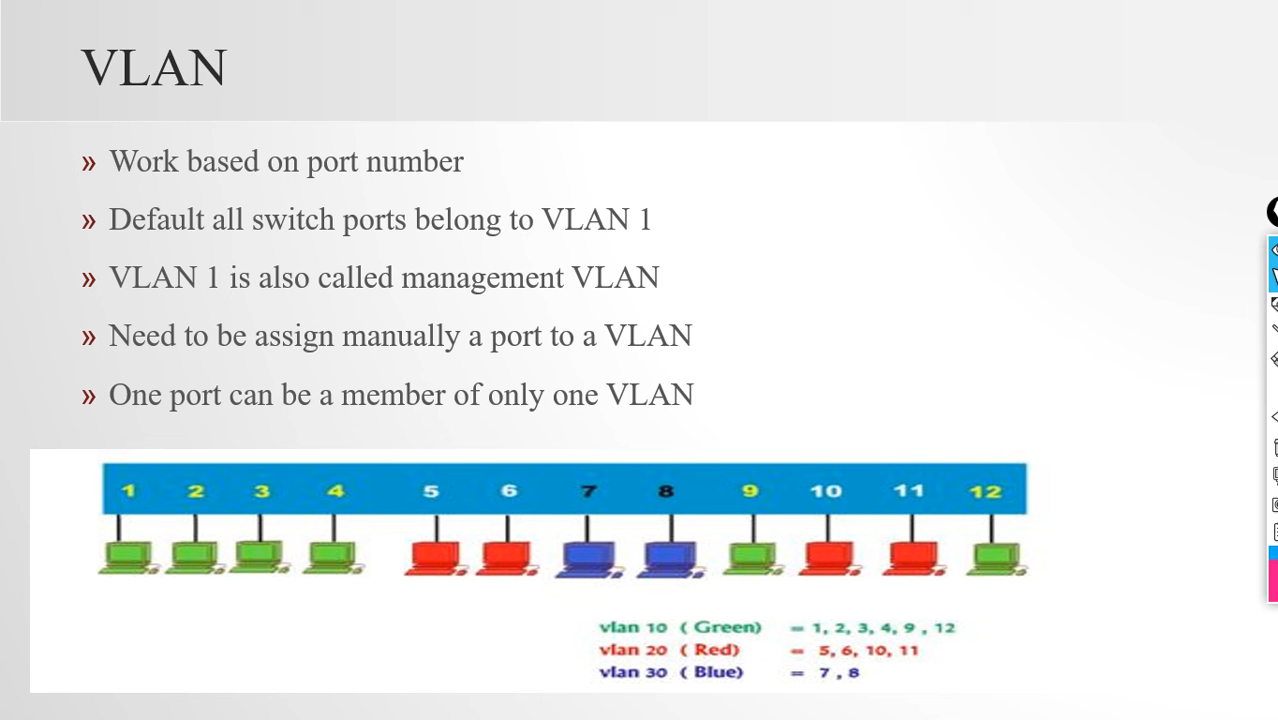 VLAN
» Work based on port number
» Default all switch ports belong to VLAN 1
» VLAN 1 is also called management VLAN
» Need to be assign manually a port to a VLAN
» One port can be a member of only one VLAN
1 2 3 4 5 6 7 8 9 10 11 12
vlan 10 ( Green) = 1, 2, 3, 4, 9 , 12
vlan 20 ( Red) = 5, 6, 10, 11
vlan 30 ( Blue) = 7 , 8